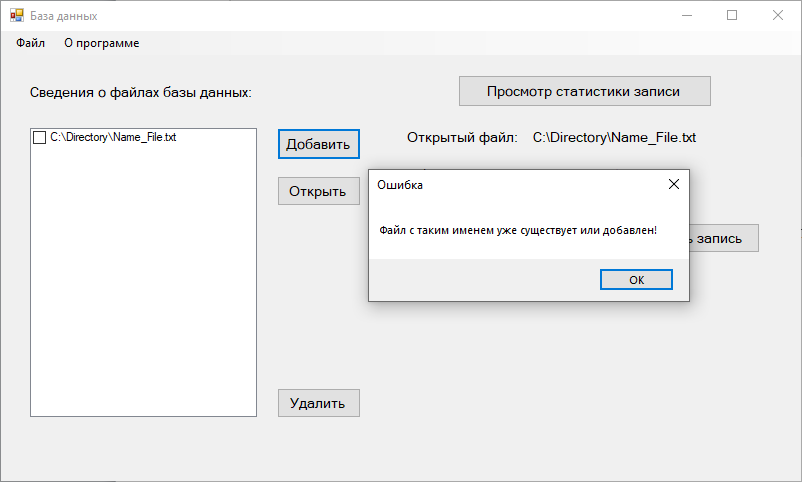 База данных
Файл О программе
Сведения о файлах базы данных:
Просмотр статистики записи
C:\Directory\Name_File.txt
Добавить
Открытый файл: C:\Directory\Name_File.txt
Открыть
Ошибка
Файл с таким именем уже существует или добавлен!
запись
OK
Удалить